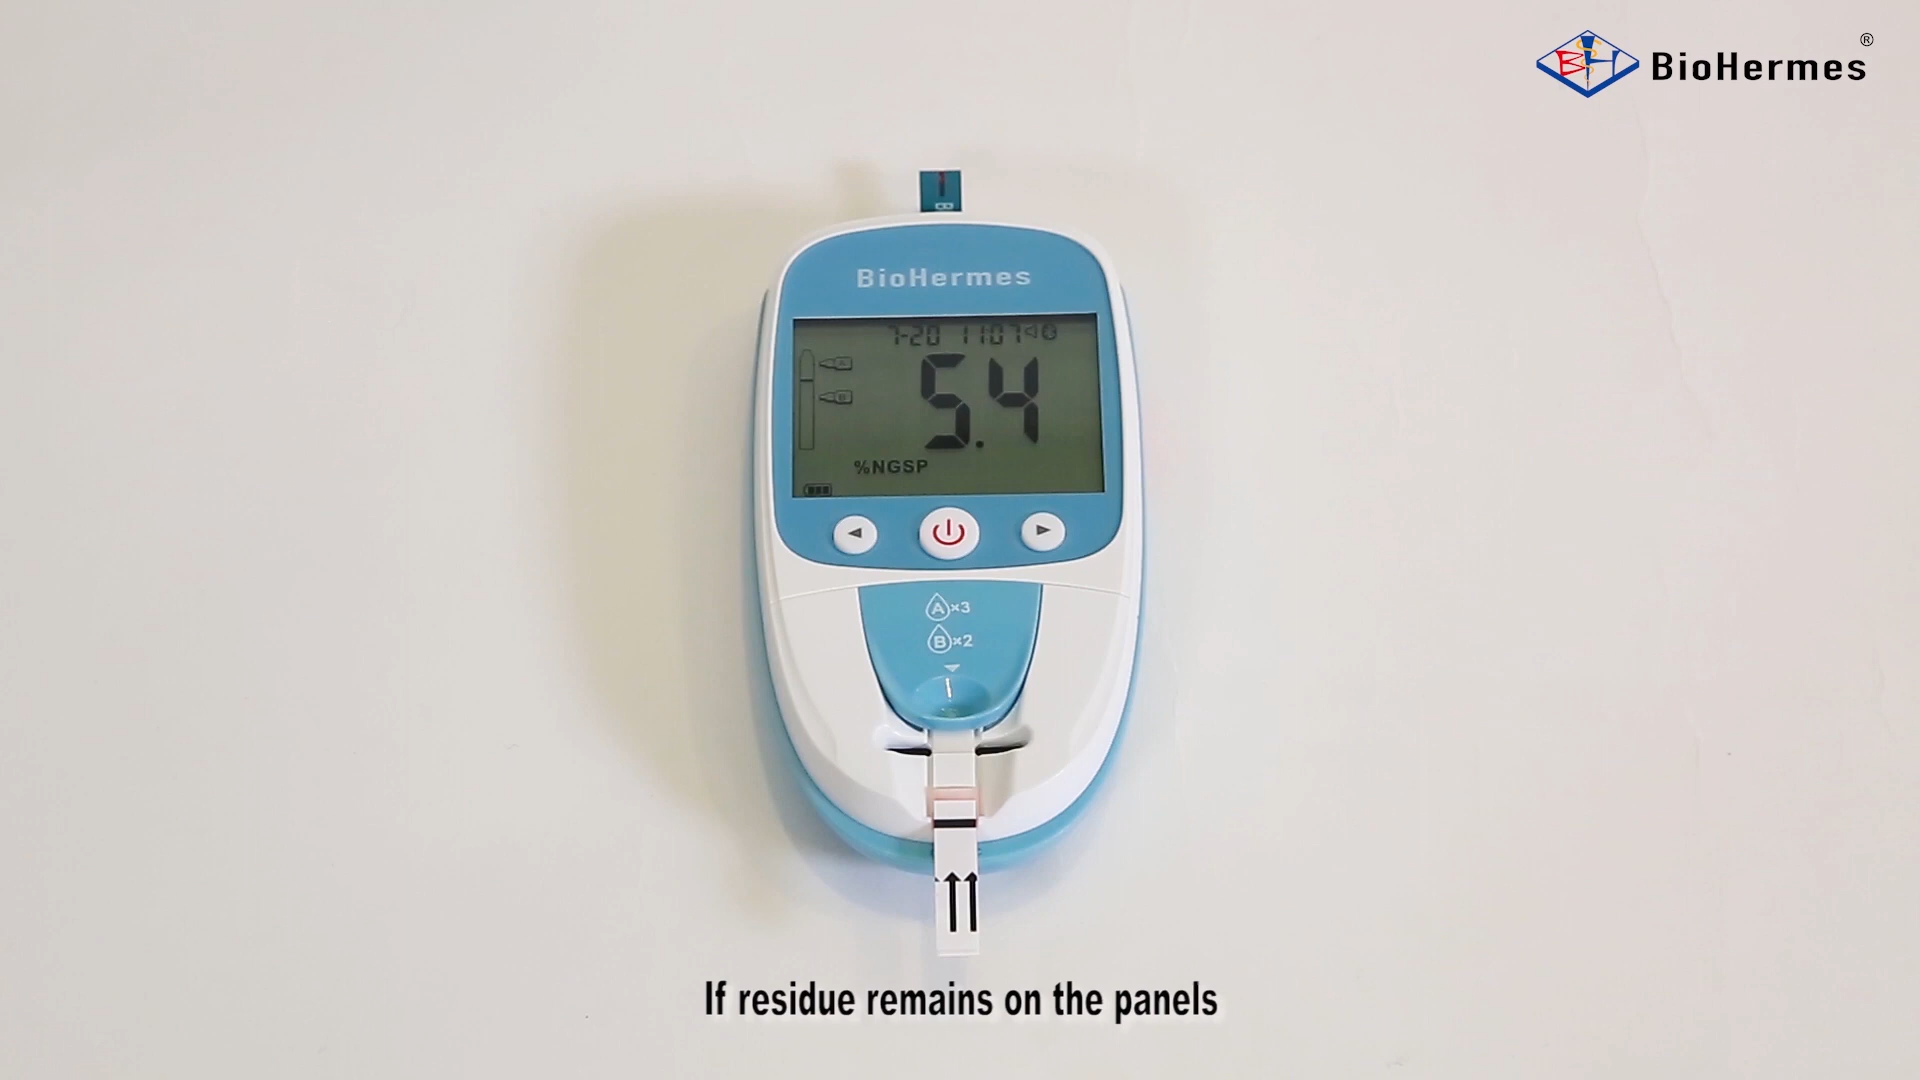 BioHermes®
BioHermes
7-20 11:07
5.4
%NGSP
A×3
B×2
If residue remains on the panels